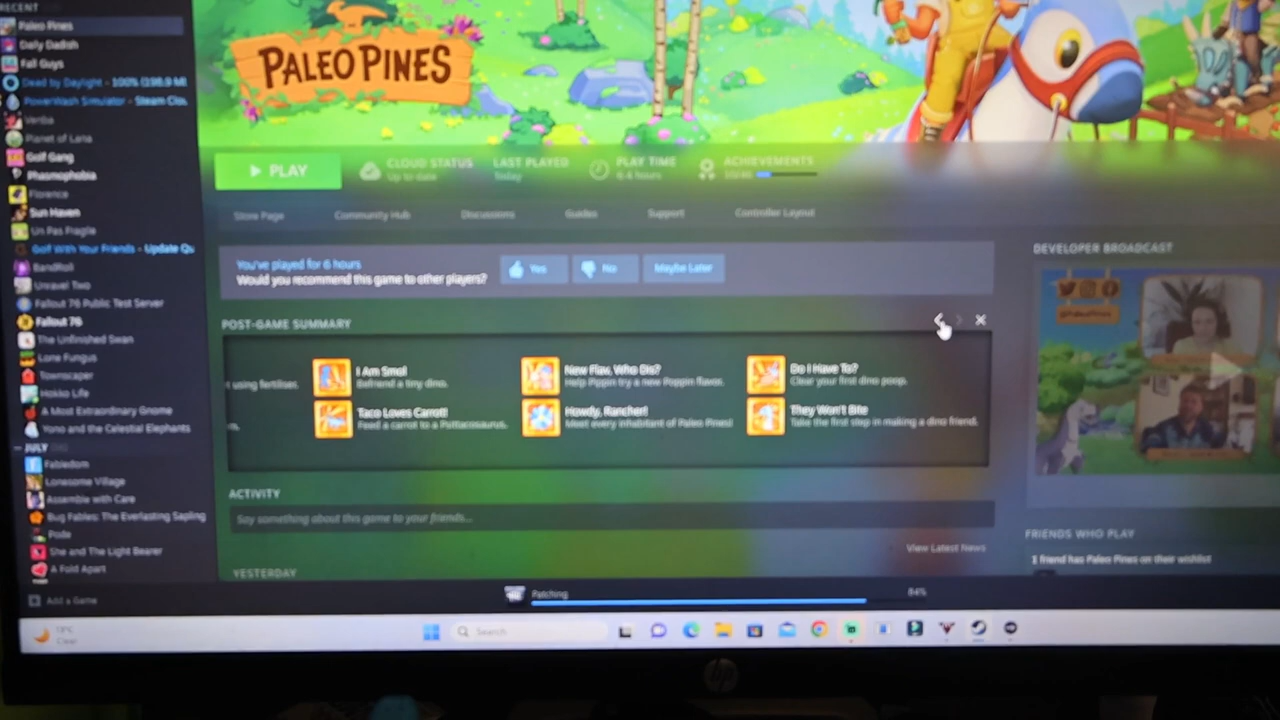 RECENT
Paleo Pines
Daily Dadish
Fall Guys
Dead by Daylight - 100%
PowerWash Simulator - Steam Clou
Venba
Planet of Lana
Golf Gang
Phasmophobia
Florence
Sun Haven
Un Pas Fragile
Golf With Your Friends - Update Qu
BandRoll
Unravel Two
Fallout 76 Public Test Server
Fallout 76
The Unfinished Swan
Lone Fungus
Townscaper
Hokko Life
A Most Extraordinary Gnome
Yono and the Celestial Elephants
JULY
Fabledom
Lonesome Village
Assemble with Care
Bug Fables: The Everlasting Sapling
Pode
She and The Light Bearer
A Fold Apart
Add a Game
PALEO PINES
PLAY
CLOUD STATUS
Up to date
LAST PLAYED
Today
PLAY TIME
6.4 hours
ACHIEVEMENTS
Store Page
Community Hub
Discussions
Guides
Support
Controller Layout
You've played for 6 hours
Would you recommend this game to other players?
Yes
No
Maybe Later
POST-GAME SUMMARY
using fertiliser.
I Am Smol
Befriend a tiny dino.
New Flav, Who Dis?
Help Pippin try a new Poppin flavor.
Do I Have To?
Clear your first dino poop.
Taco Loves Carrot!
Feed a carrot to a Psittacosaurus.
Howdy, Rancher!
Meet every inhabitant of Paleo Pines!
They Won't Bite
Take the first step in making a dino friend.
ACTIVITY
Say something about this game to your friends...
View Latest News
YESTERDAY
DEVELOPER BROADCAST
FRIENDS WHO PLAY
1 friend has Paleo Pines on their wishlist
Patching
84%
Clear
Search
hp